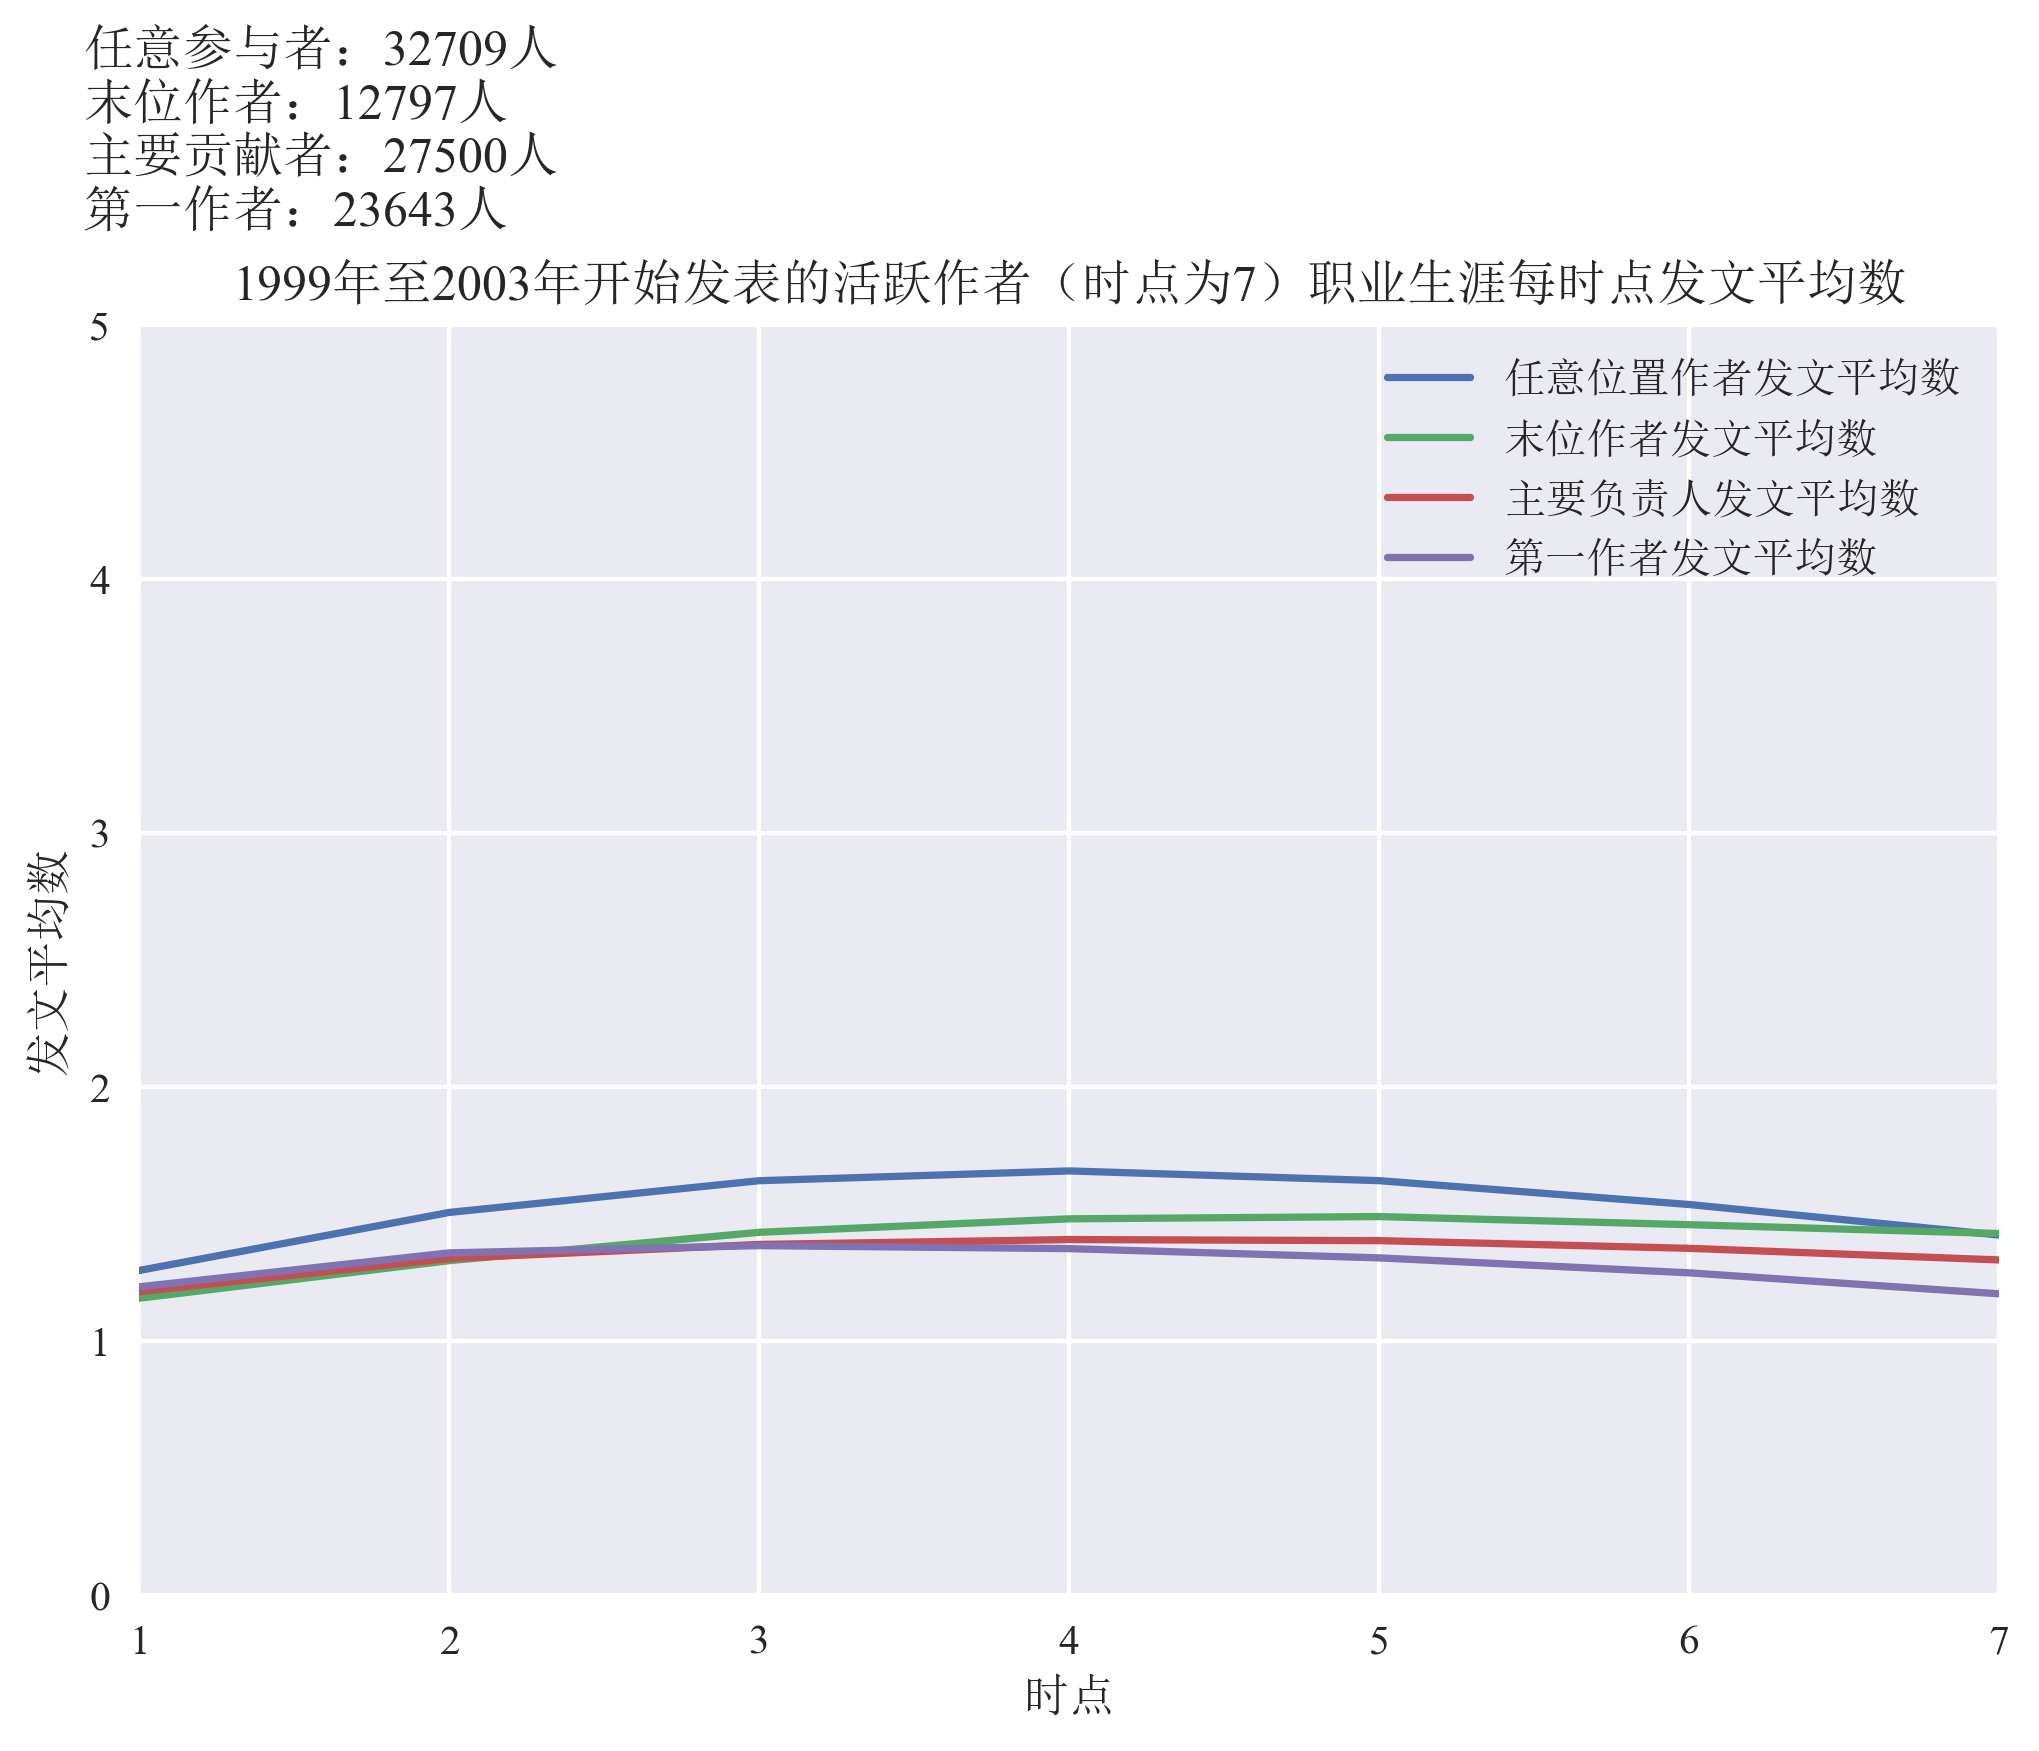 任意参与者：32709人
末位作者：12797人
主要贡献者：27500人
第一作者：23643人
1999年至2003年开始发表的活跃作者（时点为7）职业生涯每时点发文平均数
任意位置作者发文平均数
末位作者发文平均数
主要负责人发文平均数
第一作者发文平均数
发文平均数
5
4
3
2
1
0
1 2 3 4 5 6 7
时点